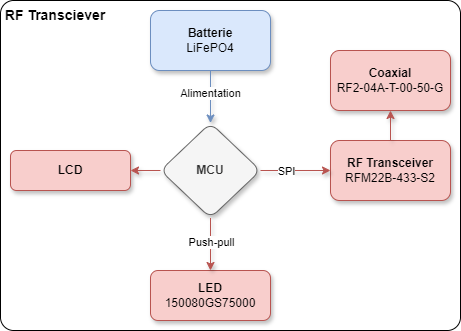 RF Transciever
Batterie
LiFePO4
Alimentation
Coaxial
RF2-04A-T-00-50-G
LCD
MCU
SPI
RF Transceiver
RFM22B-433-S2
Push-pull
LED
150080GS75000